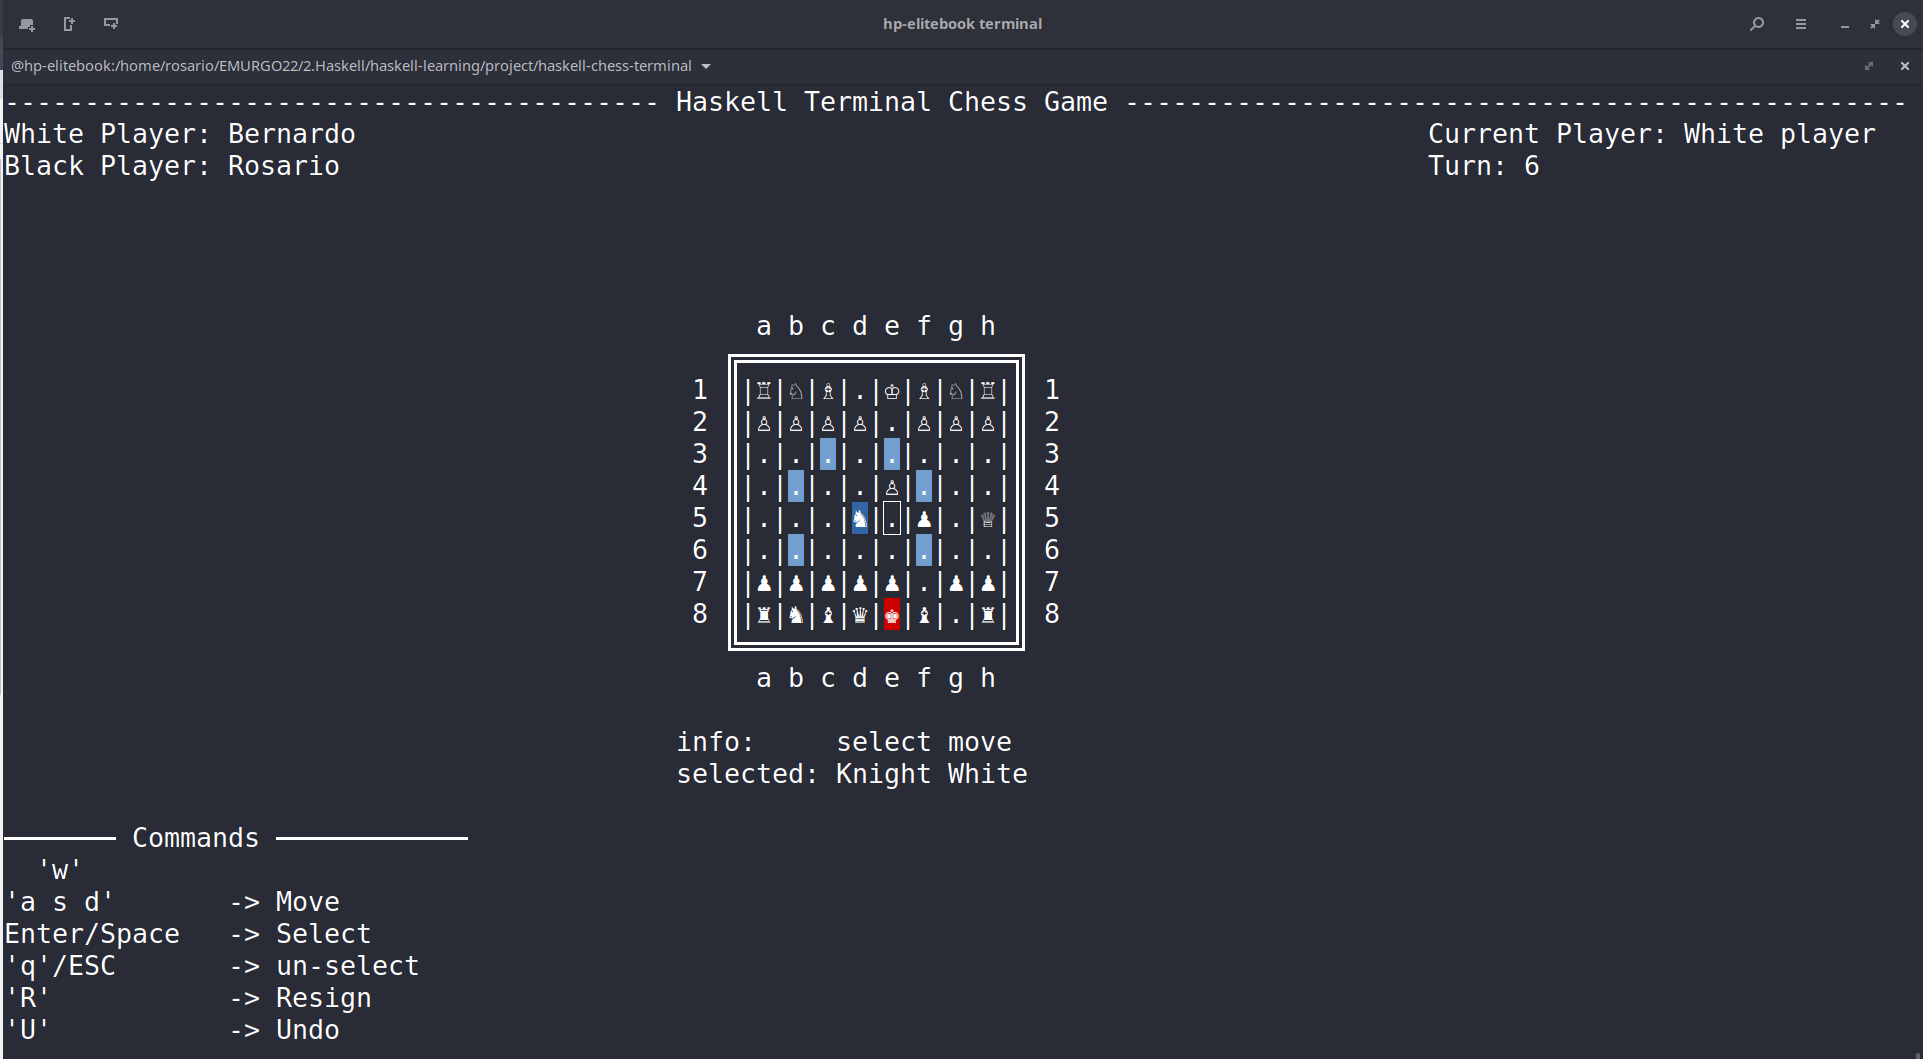 hp-elitebook terminal
@hp-elitebook:/home/rosario/EMURGO22/2.Haskell/haskell-learning/project/haskell-chess-terminal
----------------------------------------- Haskell Terminal Chess Game -------------------------------------------------
White Player: Bernardo Current Player: White player
Black Player: Rosario Turn: 6
a b c d e f g h
1 |♖|♘|♗|.|♔|♗|♘|♖| 1
2 |♙|♙|♙|♙|.|♙|♙|♙| 2
3 |.|.|.|.|.|.|.|.| 3
4 |.|.|.|.|♙|.|.|.| 4
5 |.|.|.|♞|.|♟|.|♕| 5
6 |.|.|.|.|.|.|.|.| 6
7 |♟|♟|♟|♟|♟|.|♟|♟| 7
8 |♜|♞|♝|♛|♚|♝|.|♜| 8
a b c d e f g h
info: select move
selected: Knight White
Commands
'w'
'a s d' -> Move
Enter/Space -> Select
'q'/ESC -> un-select
'R' -> Resign
'U' -> Undo